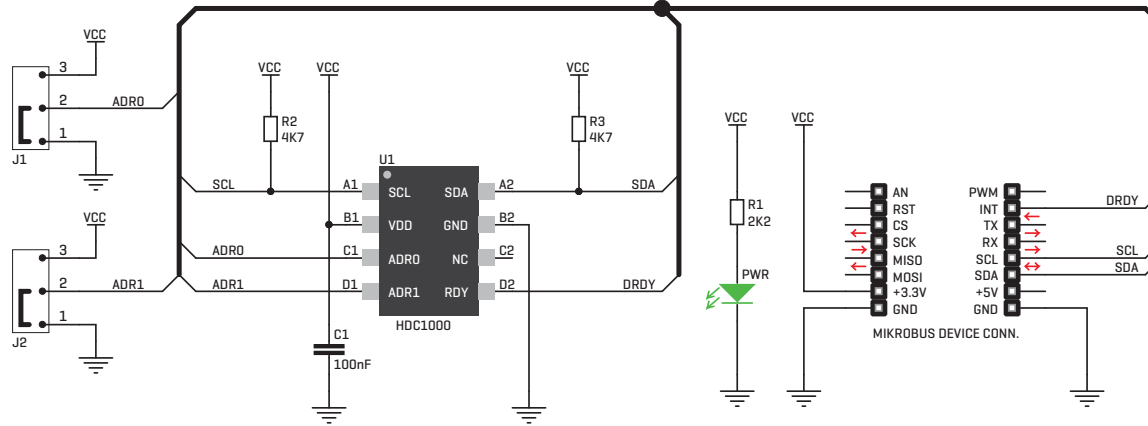 VCC
3
2
ADR0
1
J1
VCC
3
2
ADR1
1
J2
VCC
R2
4K7
VCC
VCC
R3
4K7
U1
SCL
A1
SCL
SDA
A2
SDA
B1
VDD
GND
B2
ADR0
C1
ADR0
NC
C2
ADR1
D1
ADR1
RDY
D2
DRDY
HDC1000
C1
100nF
VCC
R1
2K2
PWR
VCC
AN
PWM
RST
INT
DRDY
CS
TX
SCK
RX
MISO
SCL
SCL
MOSI
SDA
SDA
+3.3V
+5V
GND
GND
MIKROBUS DEVICE CONN.